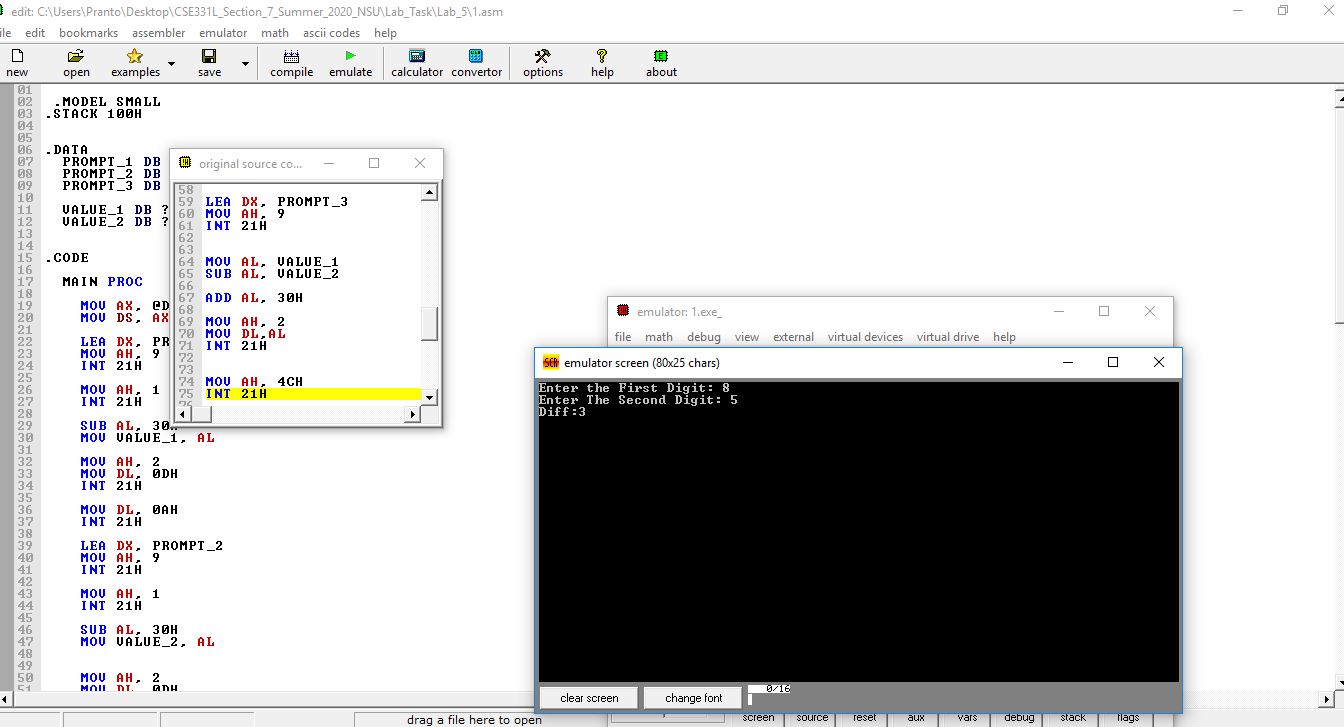 edit: C:\Users\Pranto\Desktop\CSE331L_Section_7_Summer_2020_NSU\Lab_Task\Lab_5\1.asm
ile edit bookmarks assembler emulator math ascii codes help
new open examples save compile emulate calculator convertor options help about
01
02 .MODEL SMALL
03 .STACK 100H
04
05
06 .DATA
07 PROMPT_1 DB
08 PROMPT_2 DB
09 PROMPT_3 DB
10
11 VALUE_1 DB ?
12 VALUE_2 DB ?
13
14
15 .CODE
16
17 MAIN PROC
18
19 MOV AX, @D
20 MOV DS, AX
21
22 LEA DX, PR
23 MOV AH, 9
24 INT 21H
25
26 MOV AH, 1
27 INT 21H
28
29 SUB AL, 30H
30 MOV VALUE_1, AL
31
32 MOV AH, 2
33 MOV DL, 0DH
34 INT 21H
35
36 MOV DL, 0AH
37 INT 21H
38
39 LEA DX, PROMPT_2
40 MOV AH, 9
41 INT 21H
42
43 MOV AH, 1
44 INT 21H
45
46 SUB AL, 30H
47 MOV VALUE_2, AL
48
49
50 MOV AH, 2
51 MOV DL, 0DH
original source co...
58
59 LEA DX, PROMPT_3
60 MOV AH, 9
61 INT 21H
62
63
64 MOV AL, VALUE_1
65 SUB AL, VALUE_2
66
67 ADD AL, 30H
68
69 MOV AH, 2
70 MOV DL,AL
71 INT 21H
72
73
74 MOV AH, 4CH
75 INT 21H
emulator: 1.exe_
file math debug view external virtual devices virtual drive help
emulator screen (80x25 chars)
Enter the First Digit: 8
Enter The Second Digit: 5
Diff:3
clear screen change font 0/16
drag a file here to open
screen source reset aux vars debug stack flags